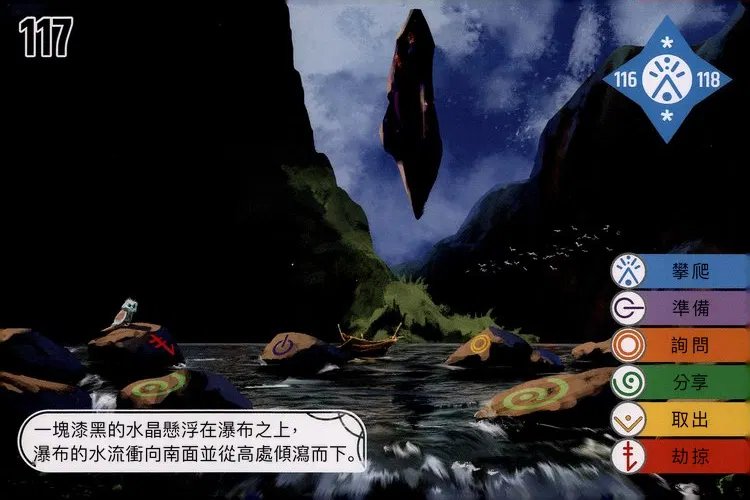 117
*
116
118
*
攀爬
準備
詢問
分享
取出
劫掠
一塊漆黑的水晶懸浮在瀑布之上，
瀑布的水流衝向南面並從高處傾瀉而下。